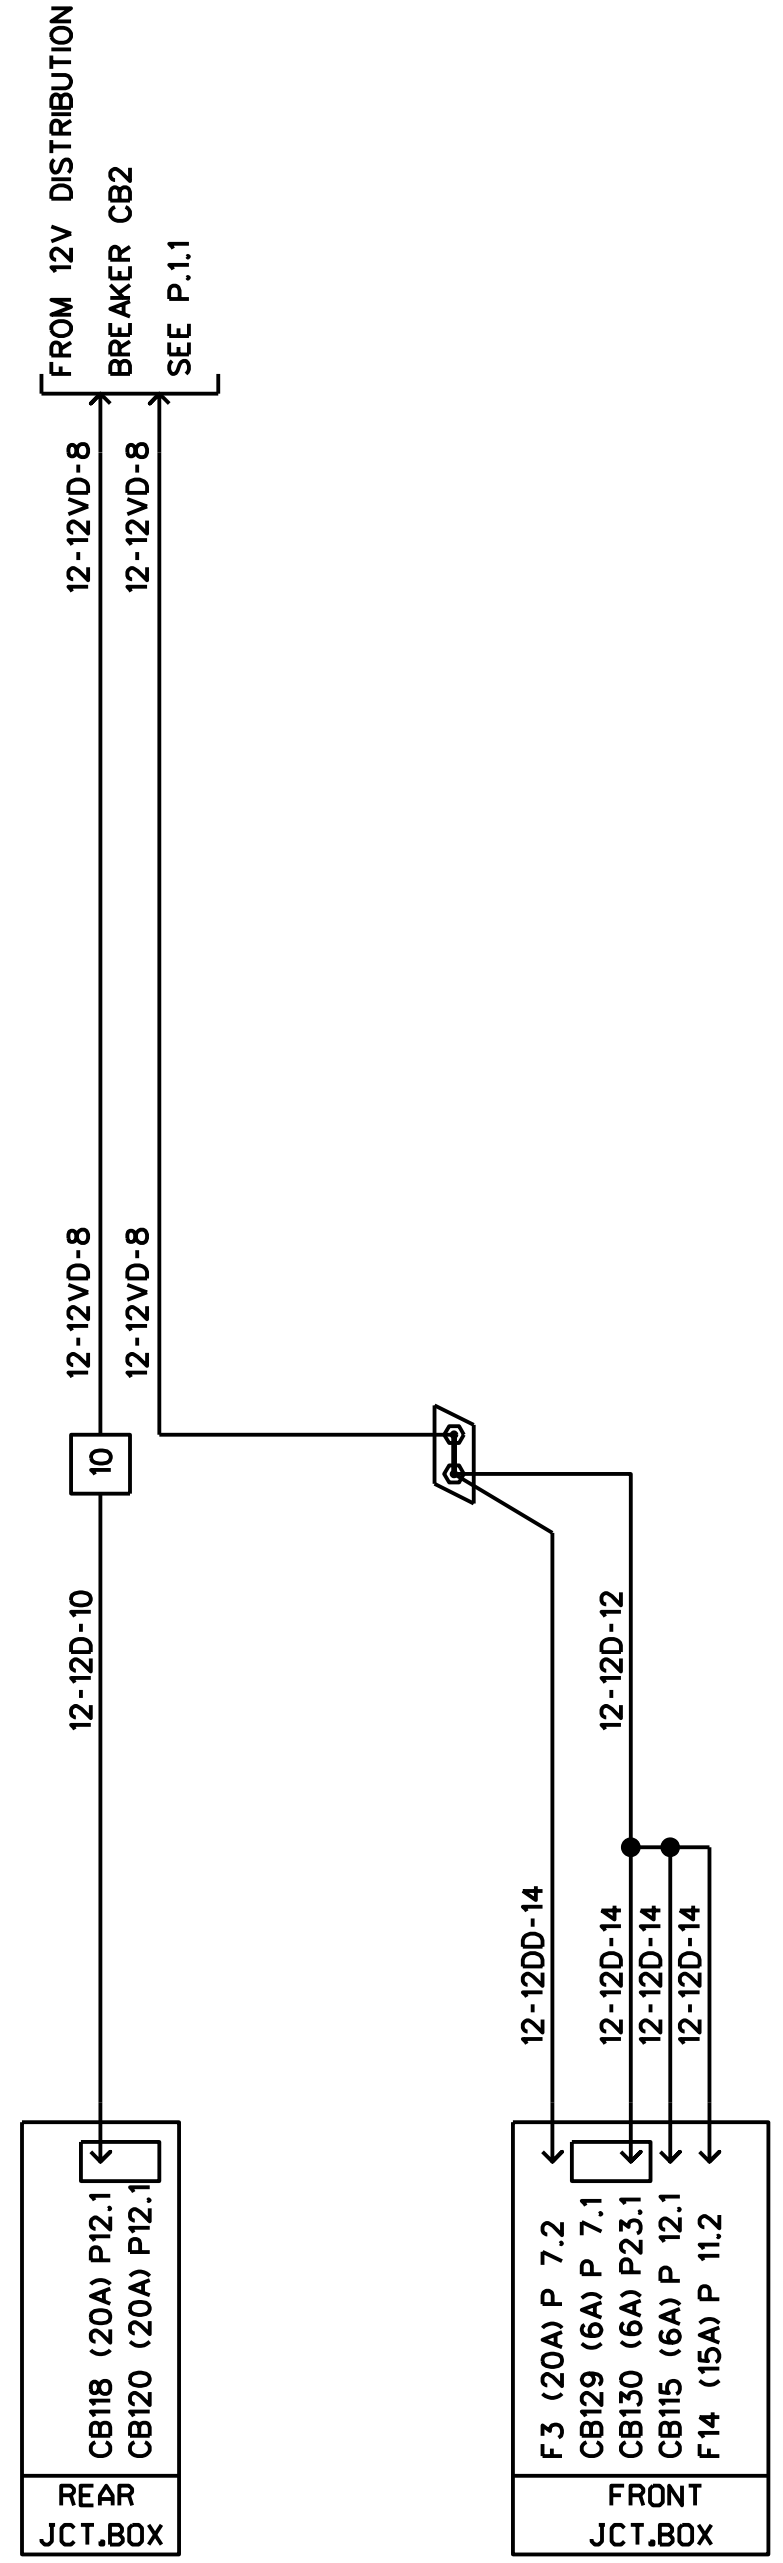 FROM 12V DISTRIBUTION
BREAKER CB2
SEE P.1.1
12-12VD-8
12-12VD-8
12-12VD-8
12-12VD-8
10
12-12D-10
12-12D-12
12-12DD-14
12-12D-14
12-12D-14
12-12D-14
CB118 (20A) P12.1
CB120 (20A) P12.1
REAR
JCT.BOX
F3 (20A) P 7.2
CB129 (6A) P 7.1
CB130 (6A) P23.1
CB115 (6A) P 12.1
F14 (15A) P 11.2
FRONT
JCT.BOX